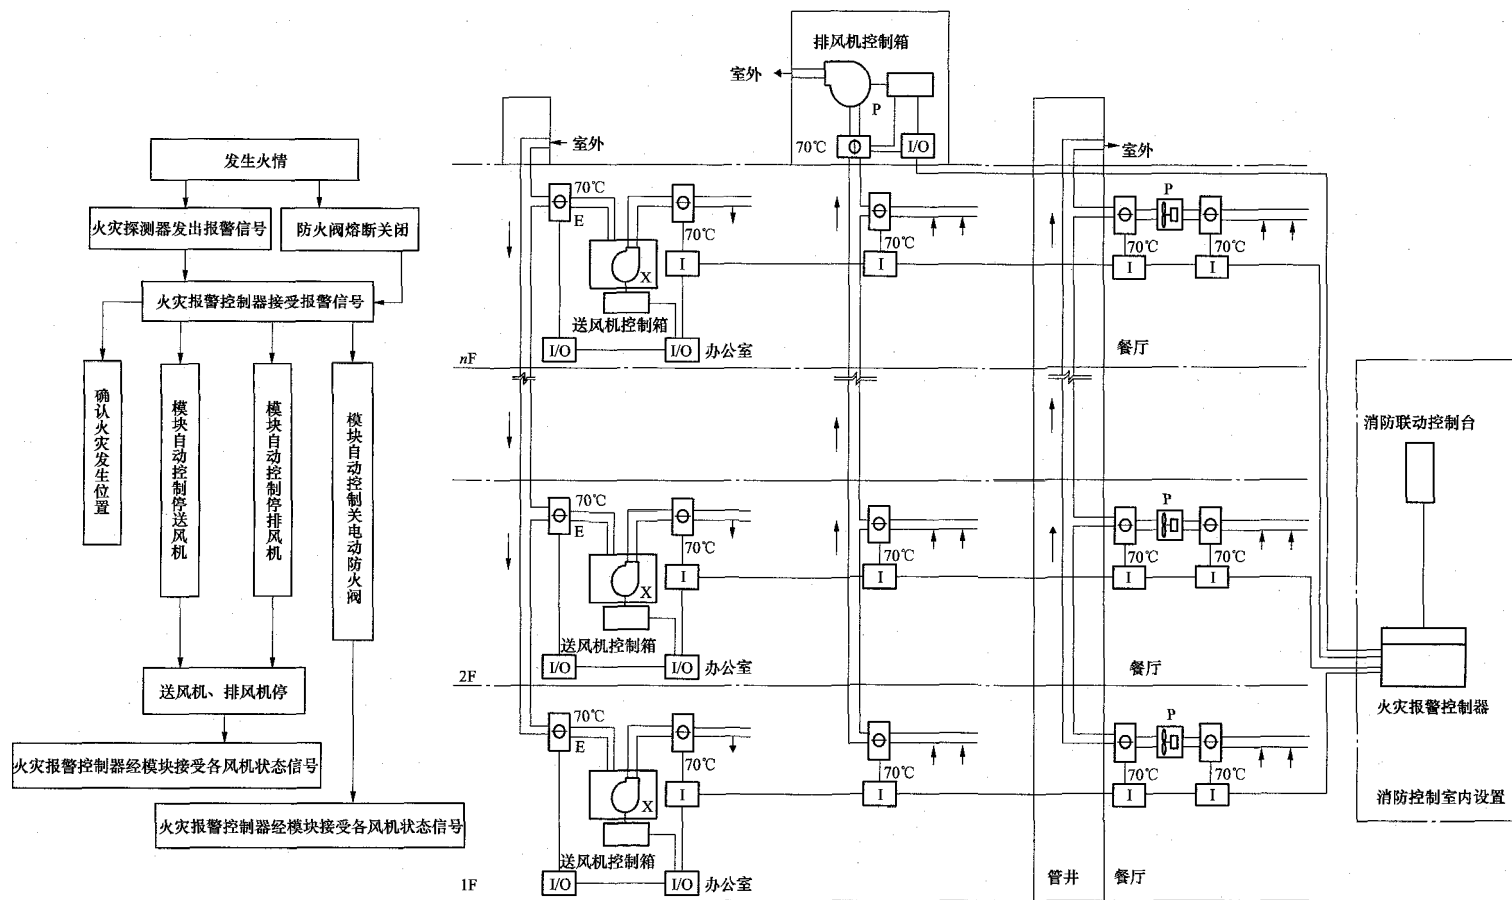 发生火情
火灾探测器发出报警信号
防火阀熔断关闭
火灾报警控制器接受报警信号
确认火灾发生位置
模块自动控制停送风机
模块自动控制停排风机
模块自动控制关电动防火阀
送风机、排风机停
火灾报警控制器经模块接受各风机状态信号
火灾报警控制器经模块接受各风机状态信号
排风机控制箱
室外
P
70℃
I/O
室外
室外
70℃
E
70℃
X
I
送风机控制箱
I/O
I/O
办公室
nF
70℃
I
P
70℃
70℃
I
I
餐厅
70℃
E
70℃
X
I
送风机控制箱
I/O
I/O
办公室
2F
70℃
I
P
70℃
70℃
I
I
餐厅
70℃
E
70℃
X
I
送风机控制箱
I/O
I/O
办公室
1F
70℃
I
P
70℃
70℃
I
I
管井
餐厅
消防联动控制台
火灾报警控制器
消防控制室内设置